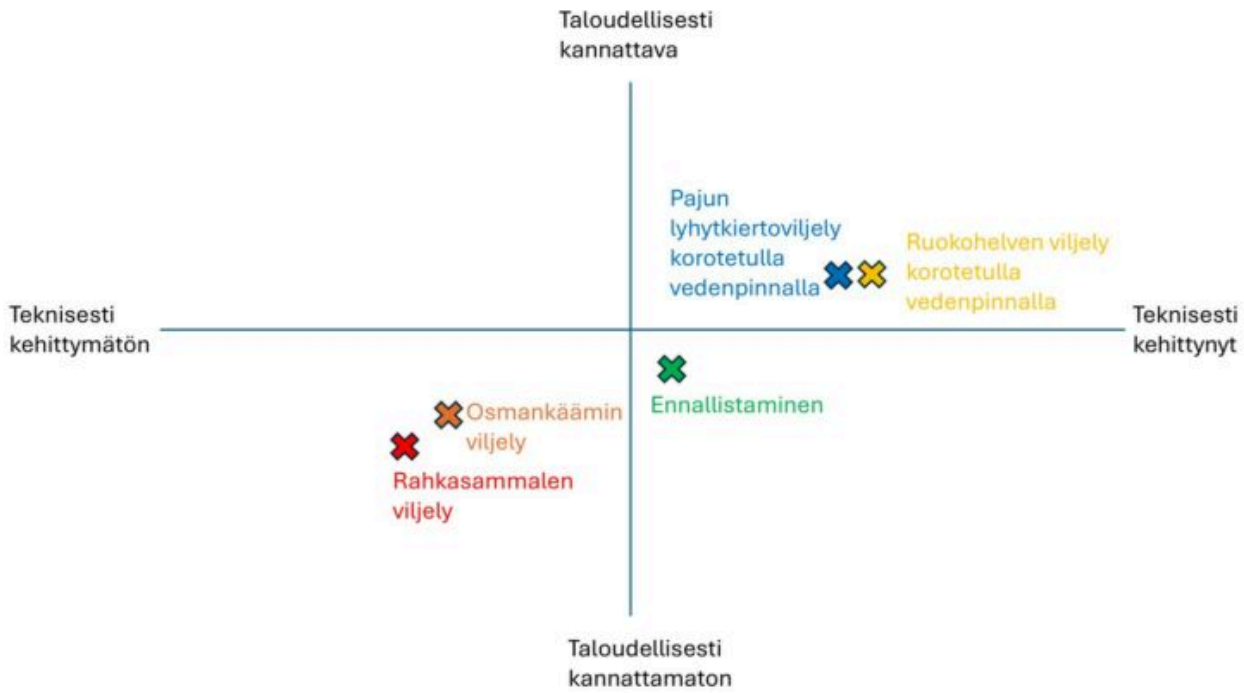 Taloudellisesti
kannattava
Pajun
lyhytkiertoviljely
korotetulla
vedenpinnalla
Ruokohelven viljely
korotetulla
vedenpinnalla
Teknisesti
kehittymätön
Teknisesti
kehittynyt
Ennallistaminen
Osmankäämin
viljely
Rahkasammalen
viljely
Taloudellisesti
kannattamaton